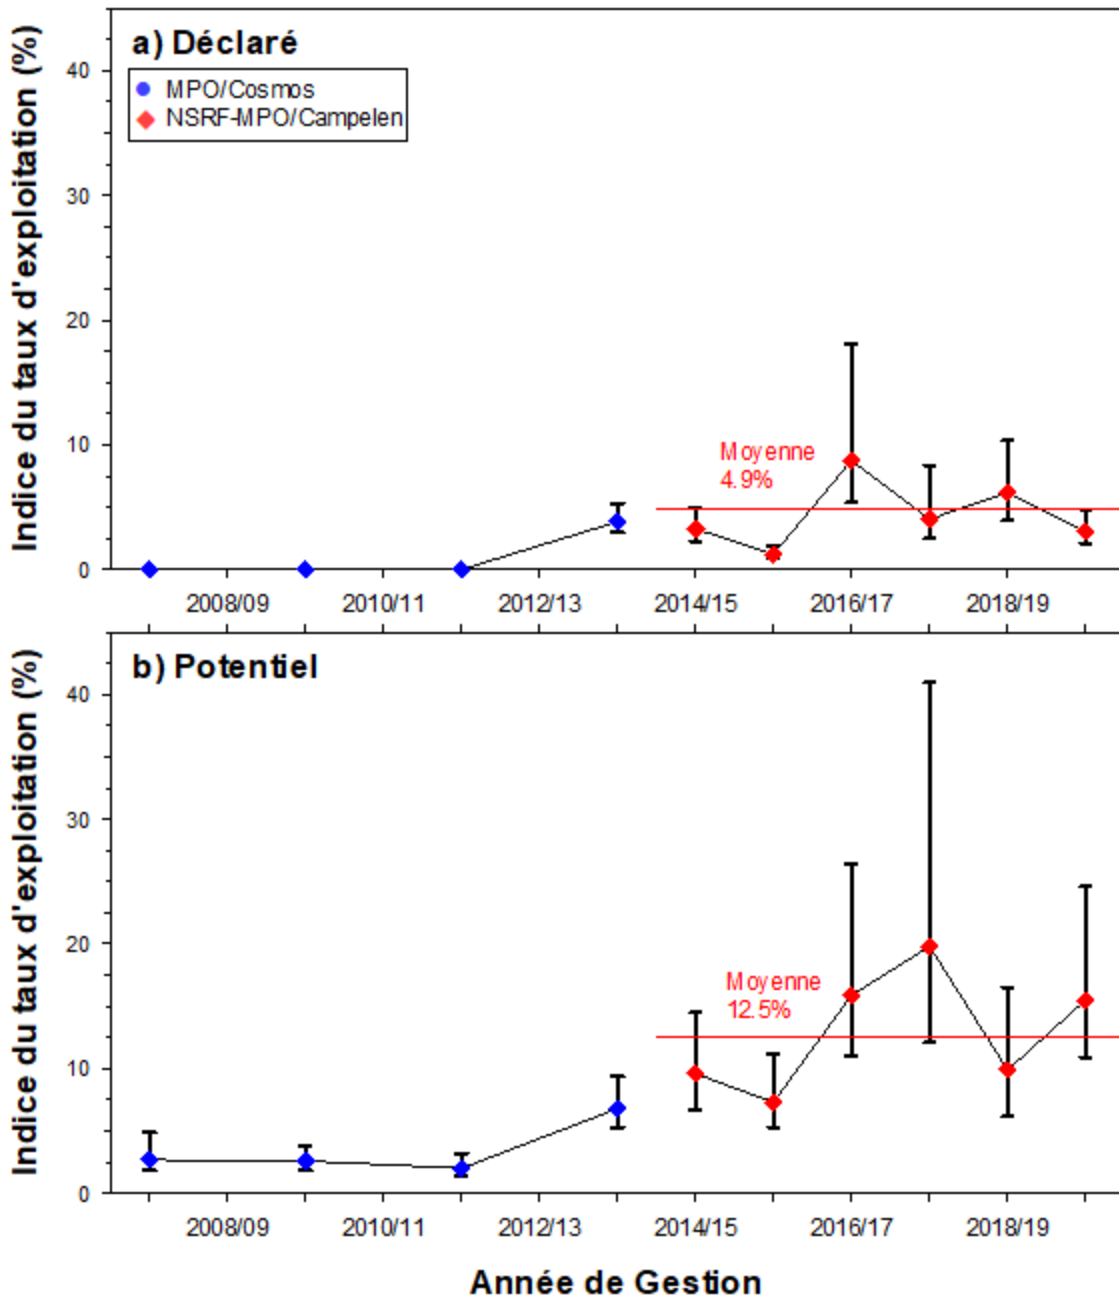 a) Déclaré
MPO/Cosmos
NSRF-MPO/Campelen
Indice du taux d'exploitation (%)
40
30
20
10
0
Moyenne
4.9%
2008/09 2010/11 2012/13 2014/15 2016/17 2018/19
b) Potentiel
Indice du taux d'exploitation (%)
40
30
20
10
0
Moyenne
12.5%
2008/09 2010/11 2012/13 2014/15 2016/17 2018/19
Année de Gestion